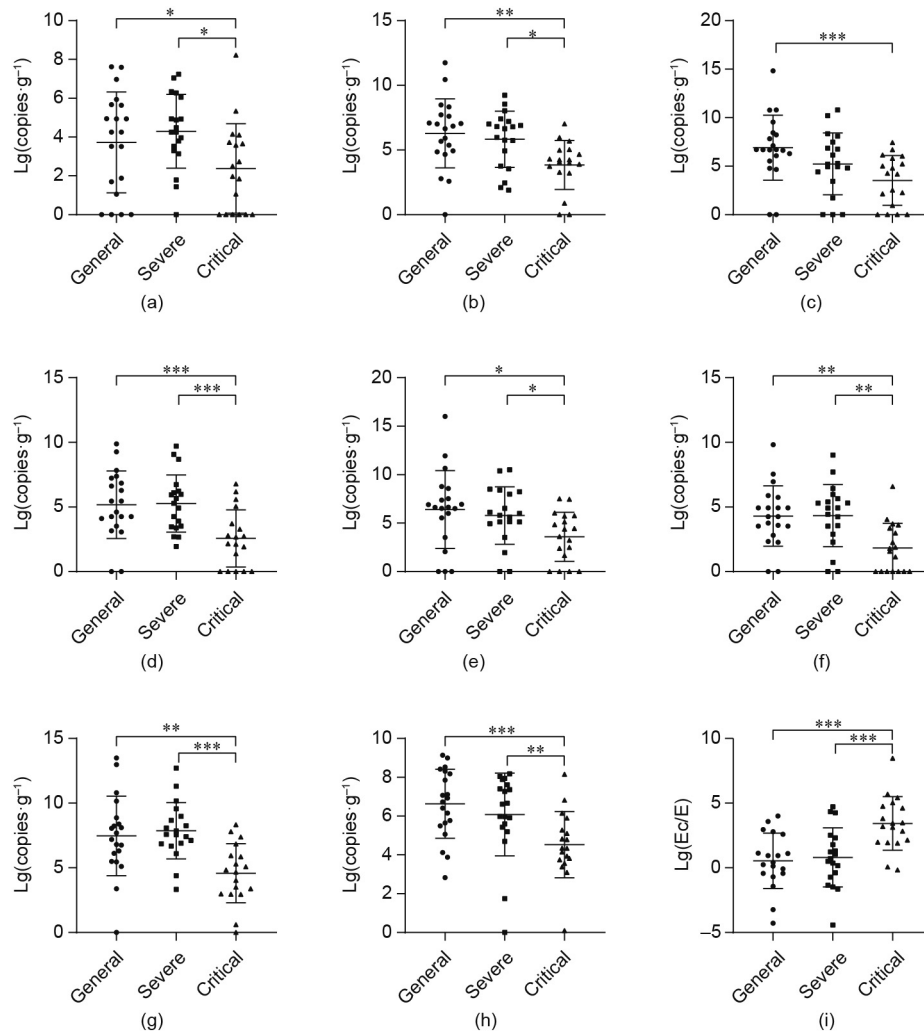 * * 10 8 6 4 2 0 Lg(copies·g⁻¹) General Severe Critical (a)
** * 15 10 5 0 Lg(copies·g⁻¹) General Severe Critical (b)
*** 20 15 10 5 0 Lg(copies·g⁻¹) General Severe Critical (c)
*** *** 15 10 5 0 Lg(copies·g⁻¹) General Severe Critical (d)
* * 20 15 10 5 0 Lg(copies·g⁻¹) General Severe Critical (e)
** ** 15 10 5 0 Lg(copies·g⁻¹) General Severe Critical (f)
** *** 15 10 5 0 Lg(copies·g⁻¹) General Severe Critical (g)
*** ** 10 8 6 4 2 0 Lg(copies·g⁻¹) General Severe Critical (h)
*** *** 10 5 0 −5 Lg(Ec/E) General Severe Critical (i)